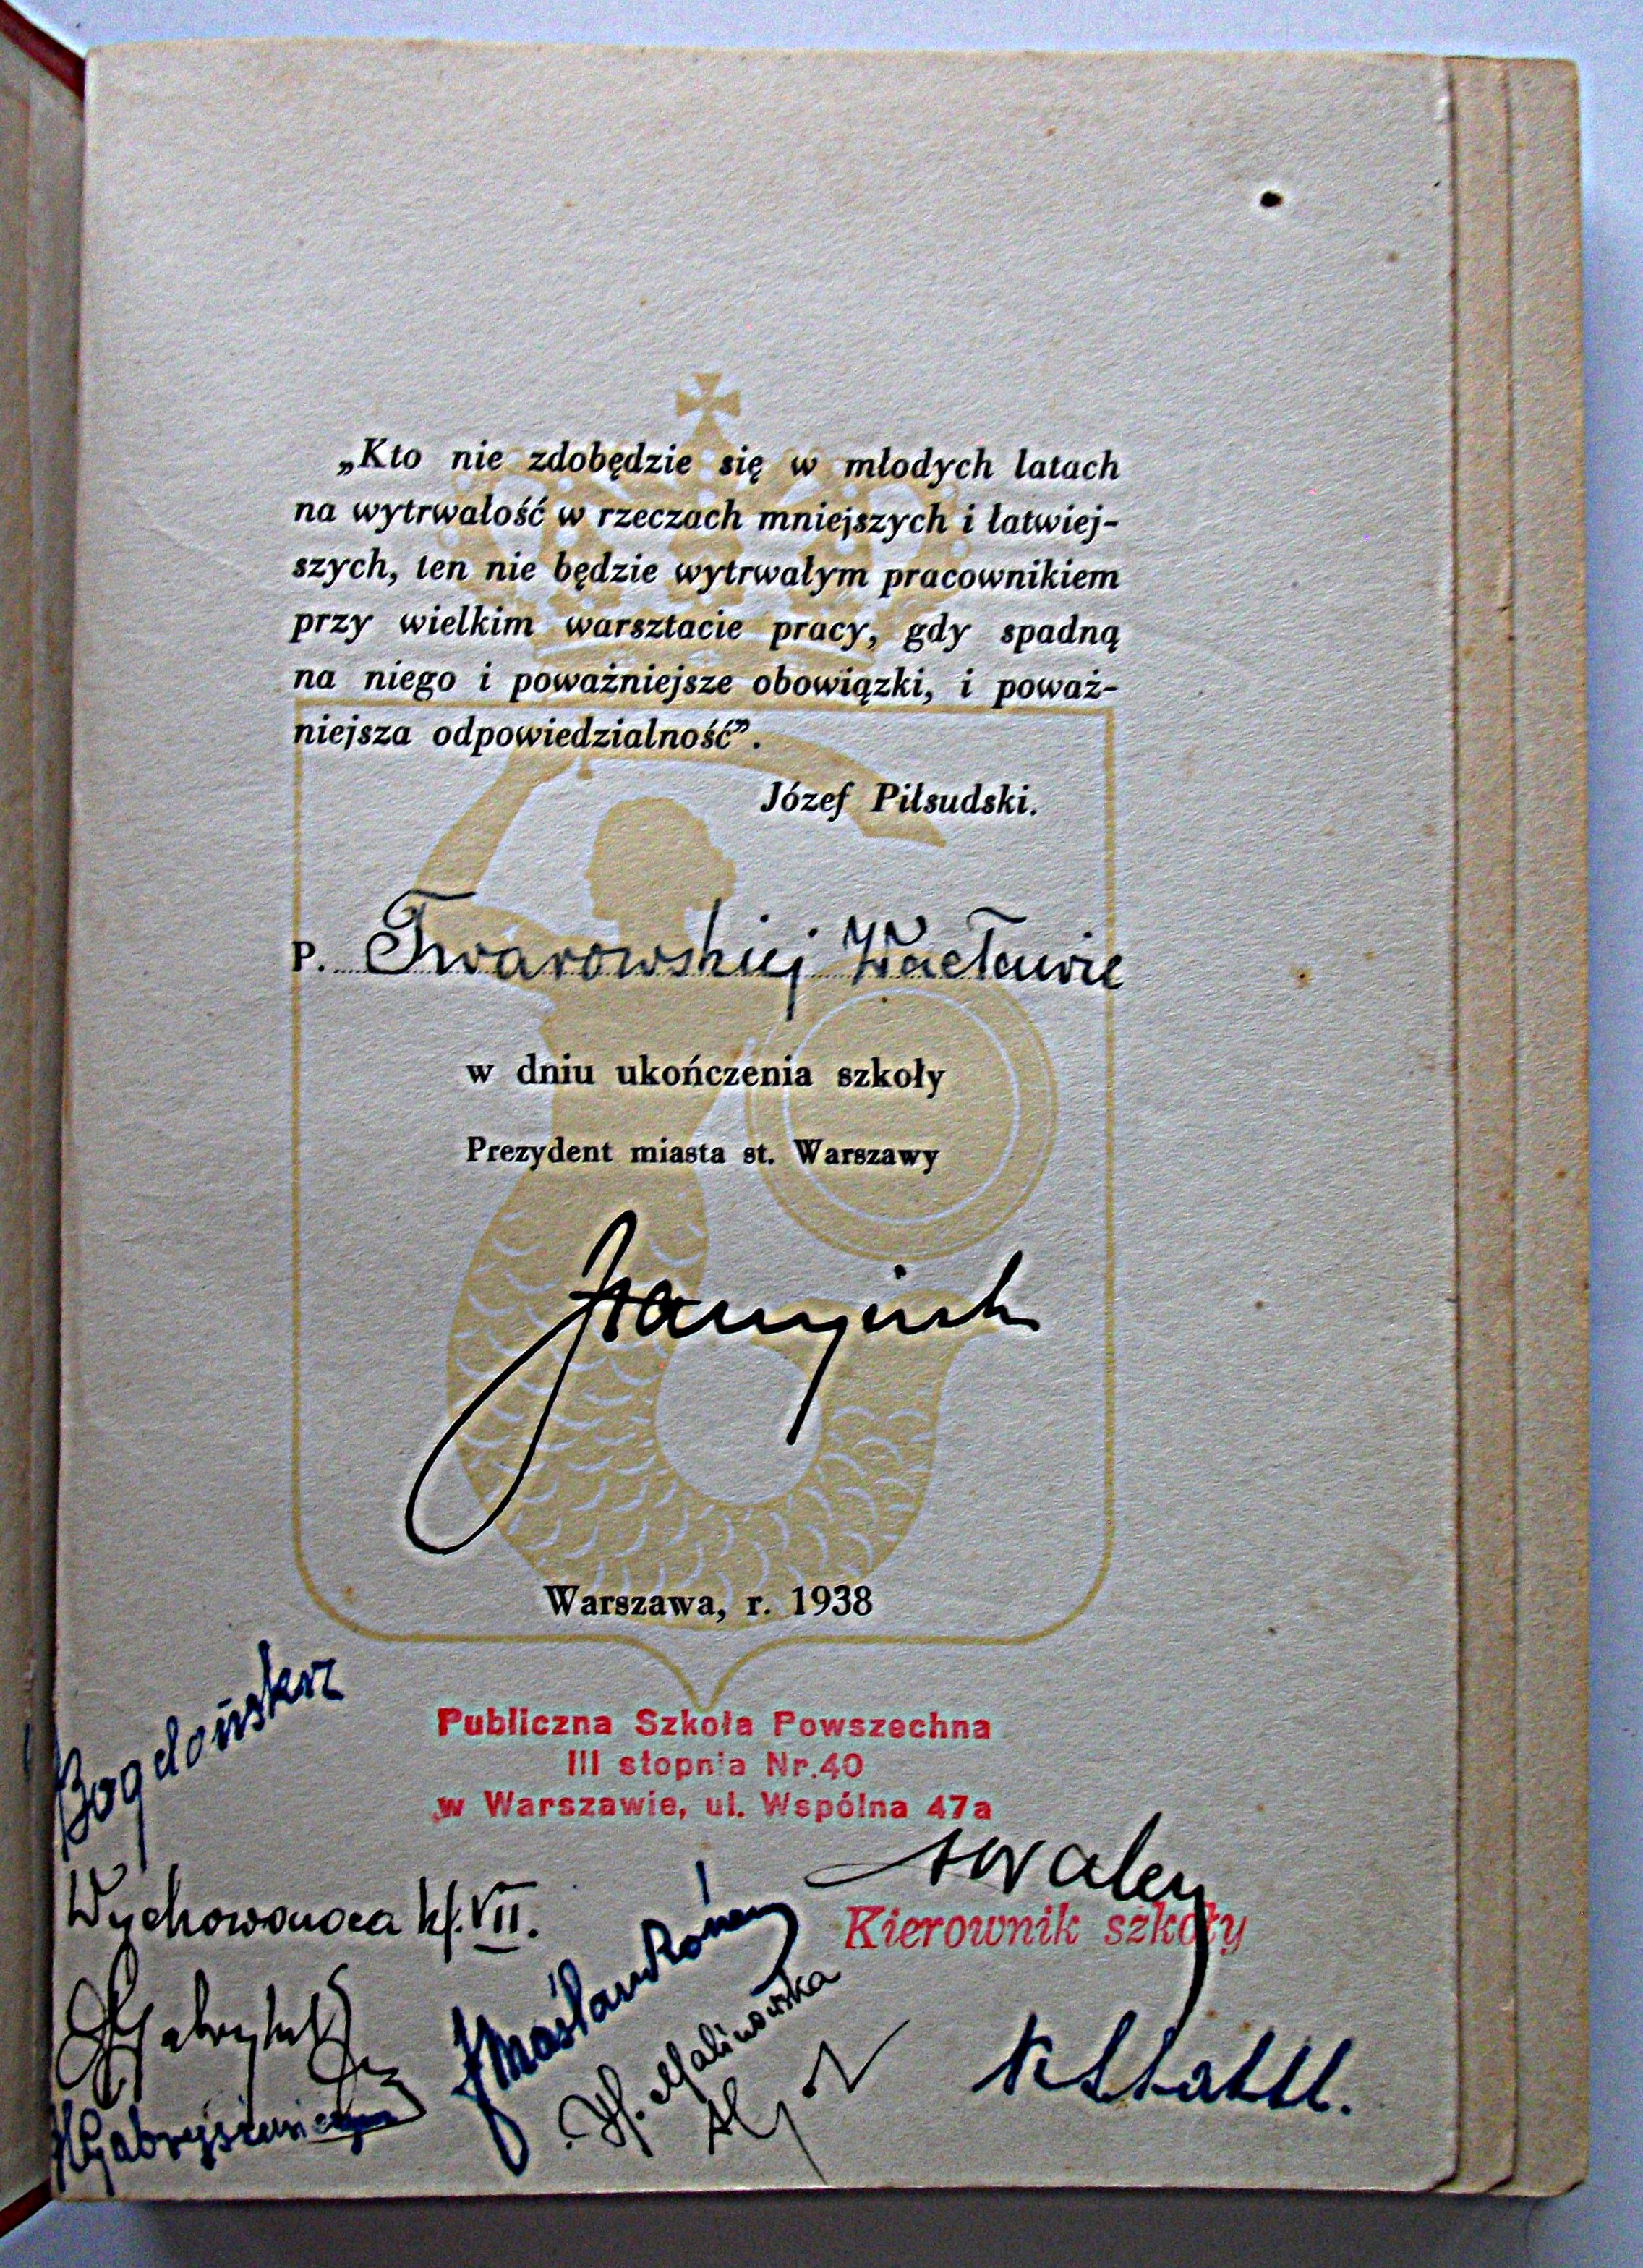 „Kto nie zdobędzie się w młodych latach
na wytrwałość w rzeczach mniejszych i łatwiej-
szych, ten nie będzie wytrwałym pracownikiem
przy wielkim warsztacie pracy, gdy spadną
na niego i poważniejsze obowiązki, i poważ-
niejsza odpowiedzialność”.
Józef Piłsudski.
P. Twarowskiej Wacławie
w dniu ukończenia szkoły
Prezydent miasta st. Warszawy
Warszawa, r. 1938
Publiczna Szkoła Powszechna
III stopnia Nr. 40
w Warszawie, ul. Wspólna 47a
Kierownik szkoły
Wychowawca kl. VII.
H. Malinowska